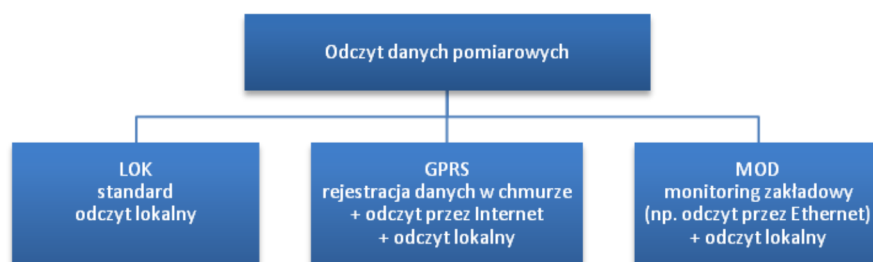 Odczyt danych pomiarowych
LOK
standard
odczyt lokalny
GPRS
rejestracja danych w chmurze
+ odczyt przez Internet
+ odczyt lokalny
MOD
monitoring zakładowy
(np. odczyt przez Ethernet)
+ odczyt lokalny